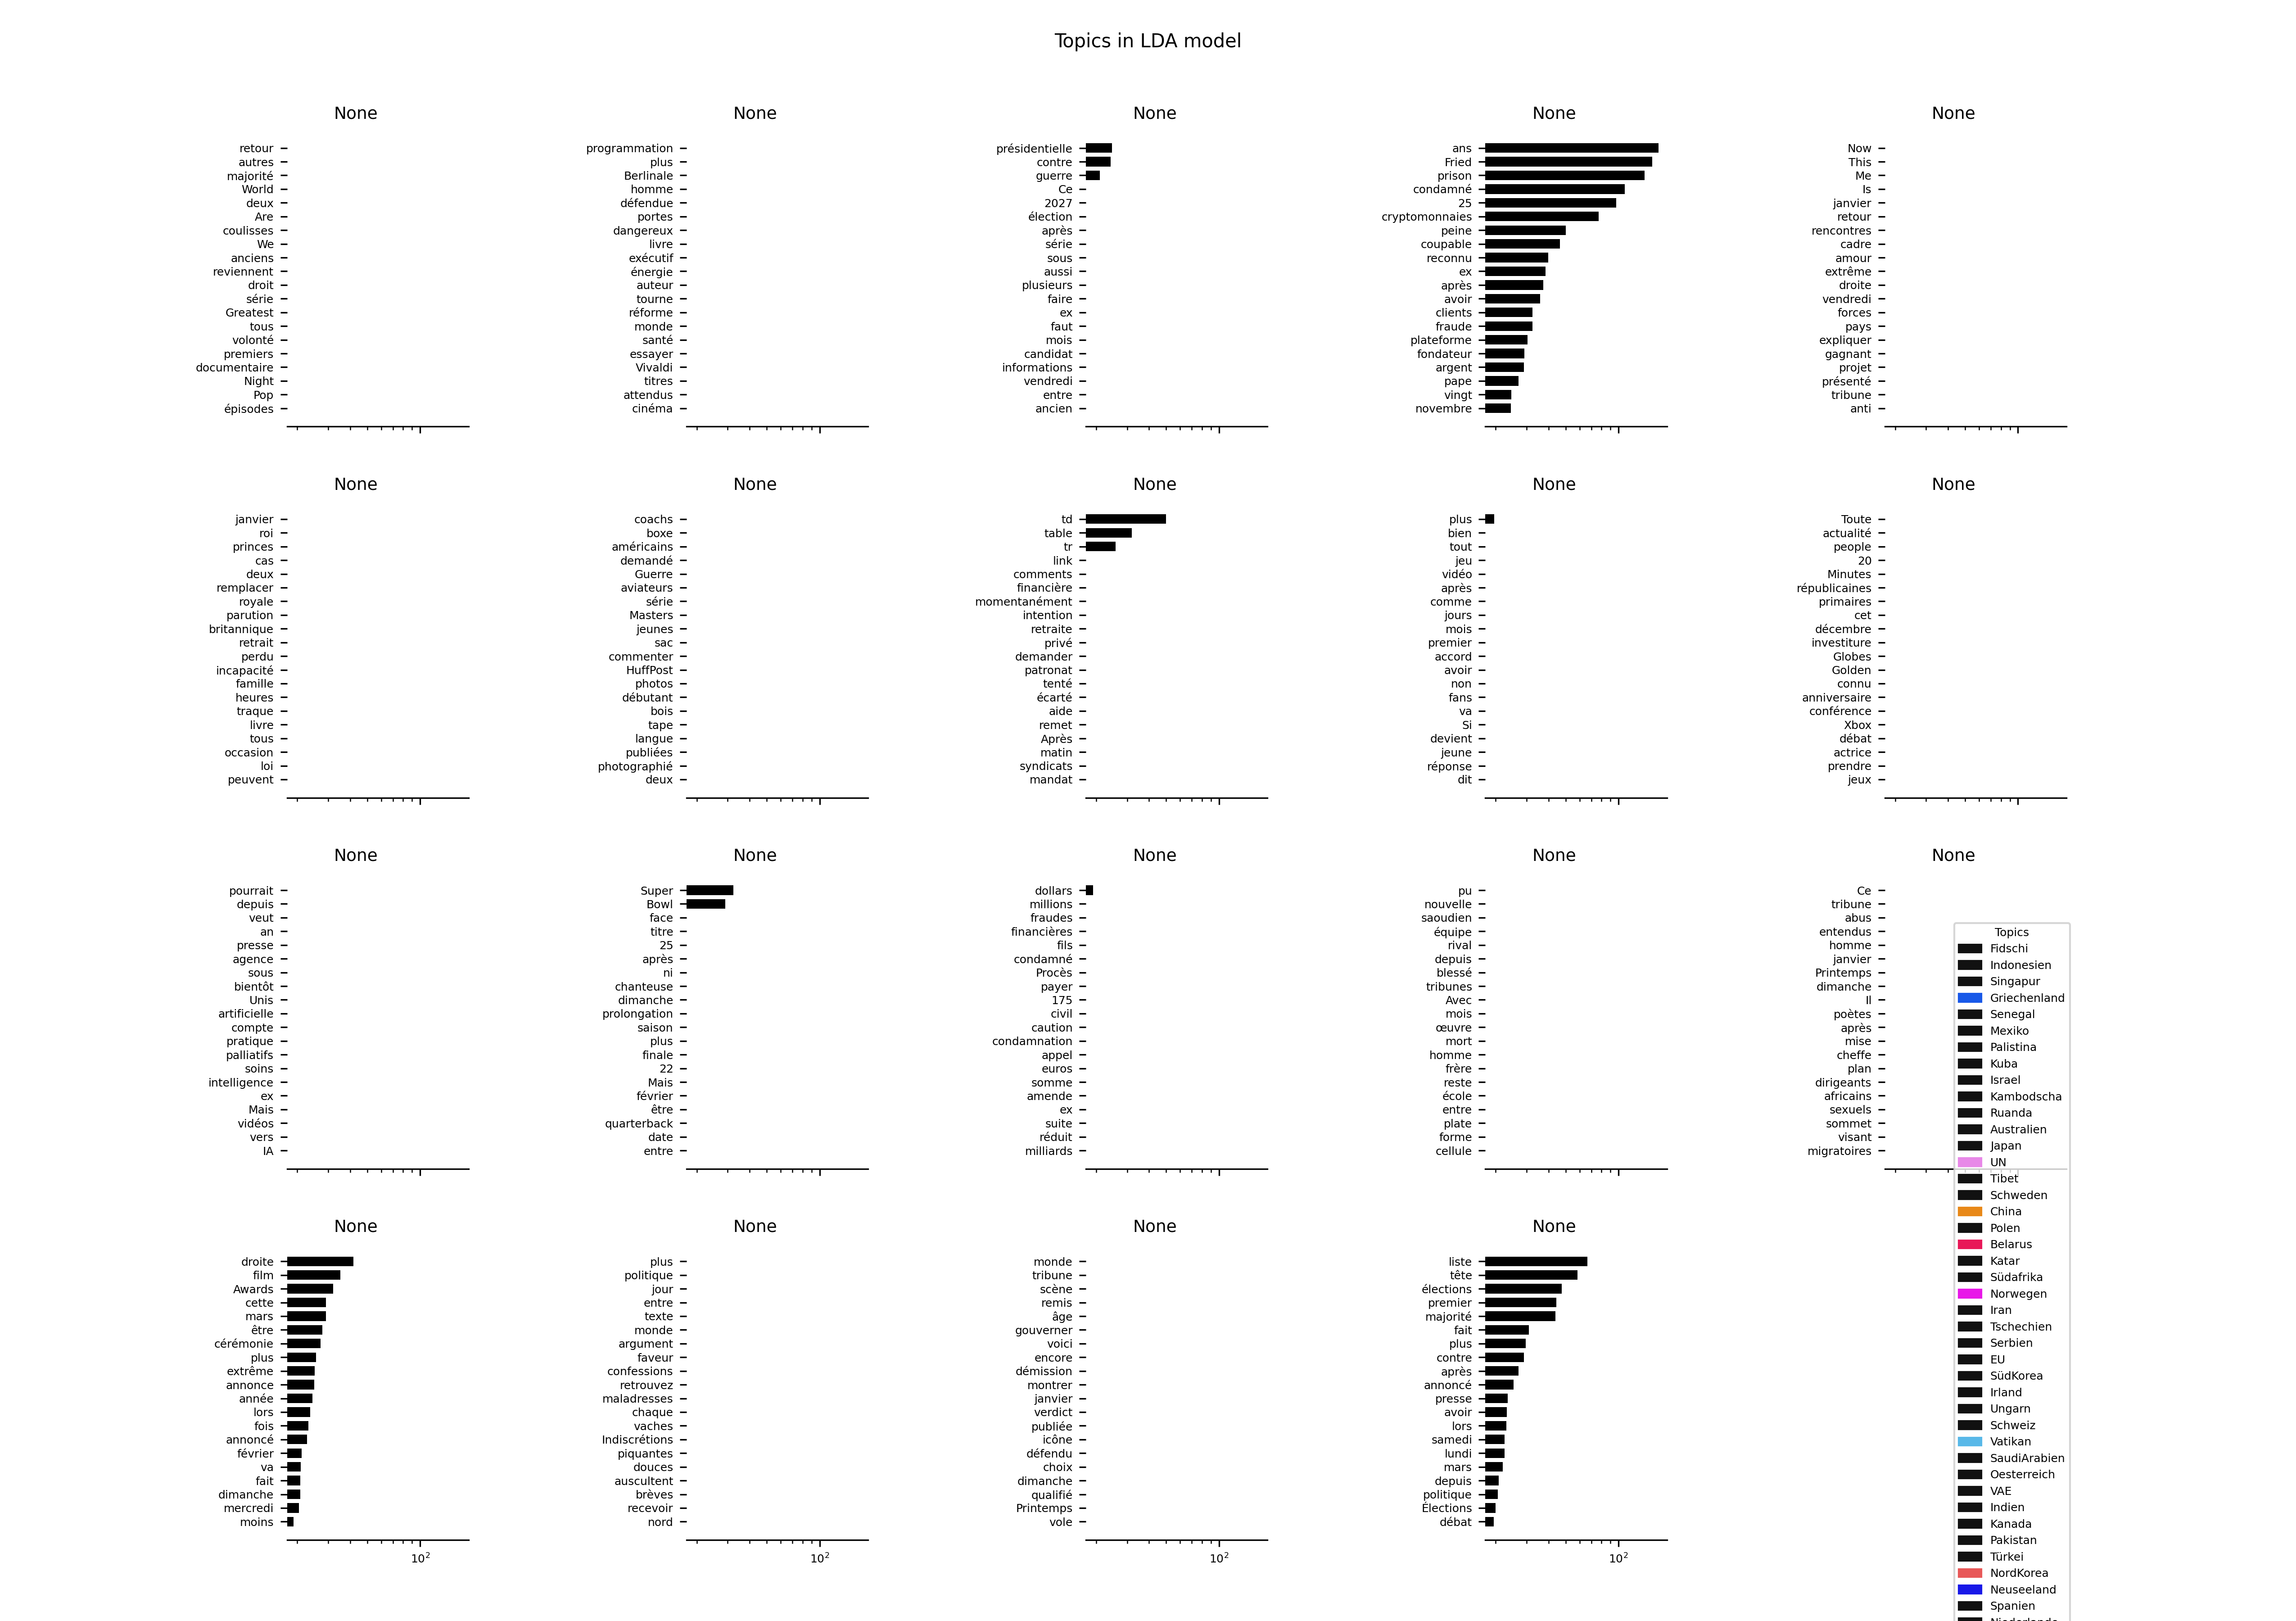 Topics in LDA model
None
retour
autres
majorité
World
deux
Are
coulisses
We
anciens
reviennent
droit
série
Greatest
tous
volonté
premiers
documentaire
Night
Pop
épisodes
None
programmation
plus
Berlinale
homme
défendue
portes
dangereux
livre
exécutif
énergie
auteur
tourne
réforme
monde
santé
essayer
Vivaldi
titres
attendus
cinéma
None
présidentielle
contre
guerre
Ce
2027
élection
après
série
sous
aussi
plusieurs
faire
ex
faut
mois
candidat
informations
vendredi
entre
ancien
None
ans
Fried
prison
condamné
25
cryptomonnaies
peine
coupable
reconnu
ex
après
avoir
clients
fraude
plateforme
fondateur
argent
pape
vingt
novembre
None
Now
This
Me
Is
janvier
retour
rencontres
cadre
amour
extrême
droite
vendredi
forces
pays
expliquer
gagnant
projet
présenté
tribune
anti
None
janvier
roi
princes
cas
deux
remplacer
royale
parution
britannique
retrait
perdu
incapacité
famille
heures
traque
livre
tous
occasion
loi
peuvent
None
coachs
boxe
américains
demandé
Guerre
aviateurs
série
Masters
jeunes
sac
commenter
HuffPost
photos
débutant
bois
tape
langue
publiées
photographié
deux
None
td
table
tr
link
comments
financière
momentanément
intention
retraite
privé
demander
patronat
tenté
écarté
aide
remet
Après
matin
syndicats
mandat
None
plus
bien
tout
jeu
vidéo
après
comme
jours
mois
premier
accord
avoir
non
fans
va
Si
devient
jeune
réponse
dit
None
Toute
actualité
people
20
Minutes
républicaines
primaires
cet
décembre
investiture
Globes
Golden
connu
anniversaire
conférence
Xbox
débat
actrice
prendre
jeux
None
pourrait
depuis
veut
an
presse
agence
sous
bientôt
Unis
artificielle
compte
pratique
palliatifs
soins
intelligence
ex
Mais
vidéos
vers
IA
None
Super
Bowl
face
titre
25
après
ni
chanteuse
dimanche
prolongation
saison
plus
finale
22
Mais
février
être
quarterback
date
entre
None
dollars
millions
fraudes
financières
fils
condamné
Procès
payer
175
civil
caution
condamnation
appel
euros
somme
amende
ex
suite
réduit
milliards
None
pu
nouvelle
saoudien
équipe
rival
depuis
blessé
tribunes
Avec
mois
œuvre
mort
homme
frère
reste
école
entre
plate
forme
cellule
None
Ce
tribune
abus
entendus
homme
janvier
Printemps
dimanche
Il
poètes
après
mise
cheffe
plan
dirigeants
africains
sexuels
sommet
visant
migratoires
None
droite
film
Awards
cette
mars
être
cérémonie
plus
extrême
annonce
année
lors
fois
annoncé
février
va
fait
dimanche
mercredi
moins
10²
None
plus
politique
jour
entre
texte
monde
argument
faveur
confessions
retrouvez
maladresses
chaque
vaches
Indiscrétions
piquantes
douces
auscultent
brèves
recevoir
nord
10²
None
monde
tribune
scène
remis
âge
gouverner
voici
encore
démission
montrer
janvier
verdict
publiée
icône
défendu
choix
dimanche
qualifié
Printemps
vole
10²
None
liste
tête
élections
premier
majorité
fait
plus
contre
après
annoncé
presse
avoir
lors
samedi
lundi
mars
depuis
politique
Élections
débat
10²
Topics
Fidschi
Indonesien
Singapur
Griechenland
Senegal
Mexiko
Palistina
Kuba
Israel
Kambodscha
Ruanda
Australien
Japan
UN
Tibet
Schweden
China
Polen
Belarus
Katar
Südafrika
Norwegen
Iran
Tschechien
Serbien
EU
SüdKorea
Irland
Ungarn
Schweiz
Vatikan
SaudiArabien
Oesterreich
VAE
Indien
Kanada
Pakistan
Türkei
NordKorea
Neuseeland
Spanien